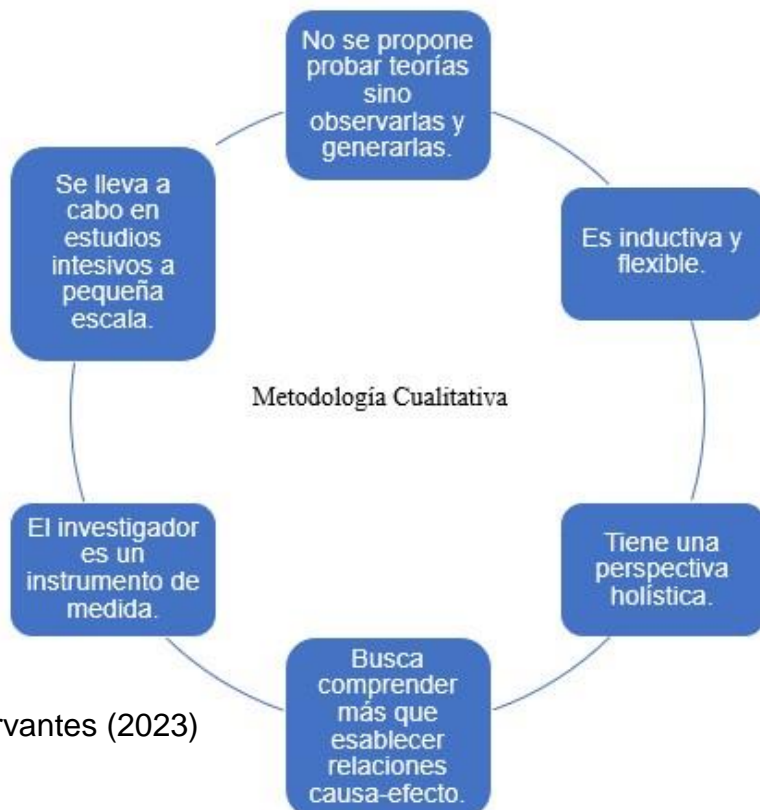 No se propone
probar teorías
sino
observarlas y
generarlas.
Es inductiva y
flexible.
Tiene una
perspectiva
holística.
Busca
comprender
más que
esablecer
relaciones
causa-efecto.
El investigador
es un
instrumento de
medida.
Se lleva a
cabo en
estudios
intesivos a
pequeña
escala.
Metodología Cualitativa
rvantes (2023)